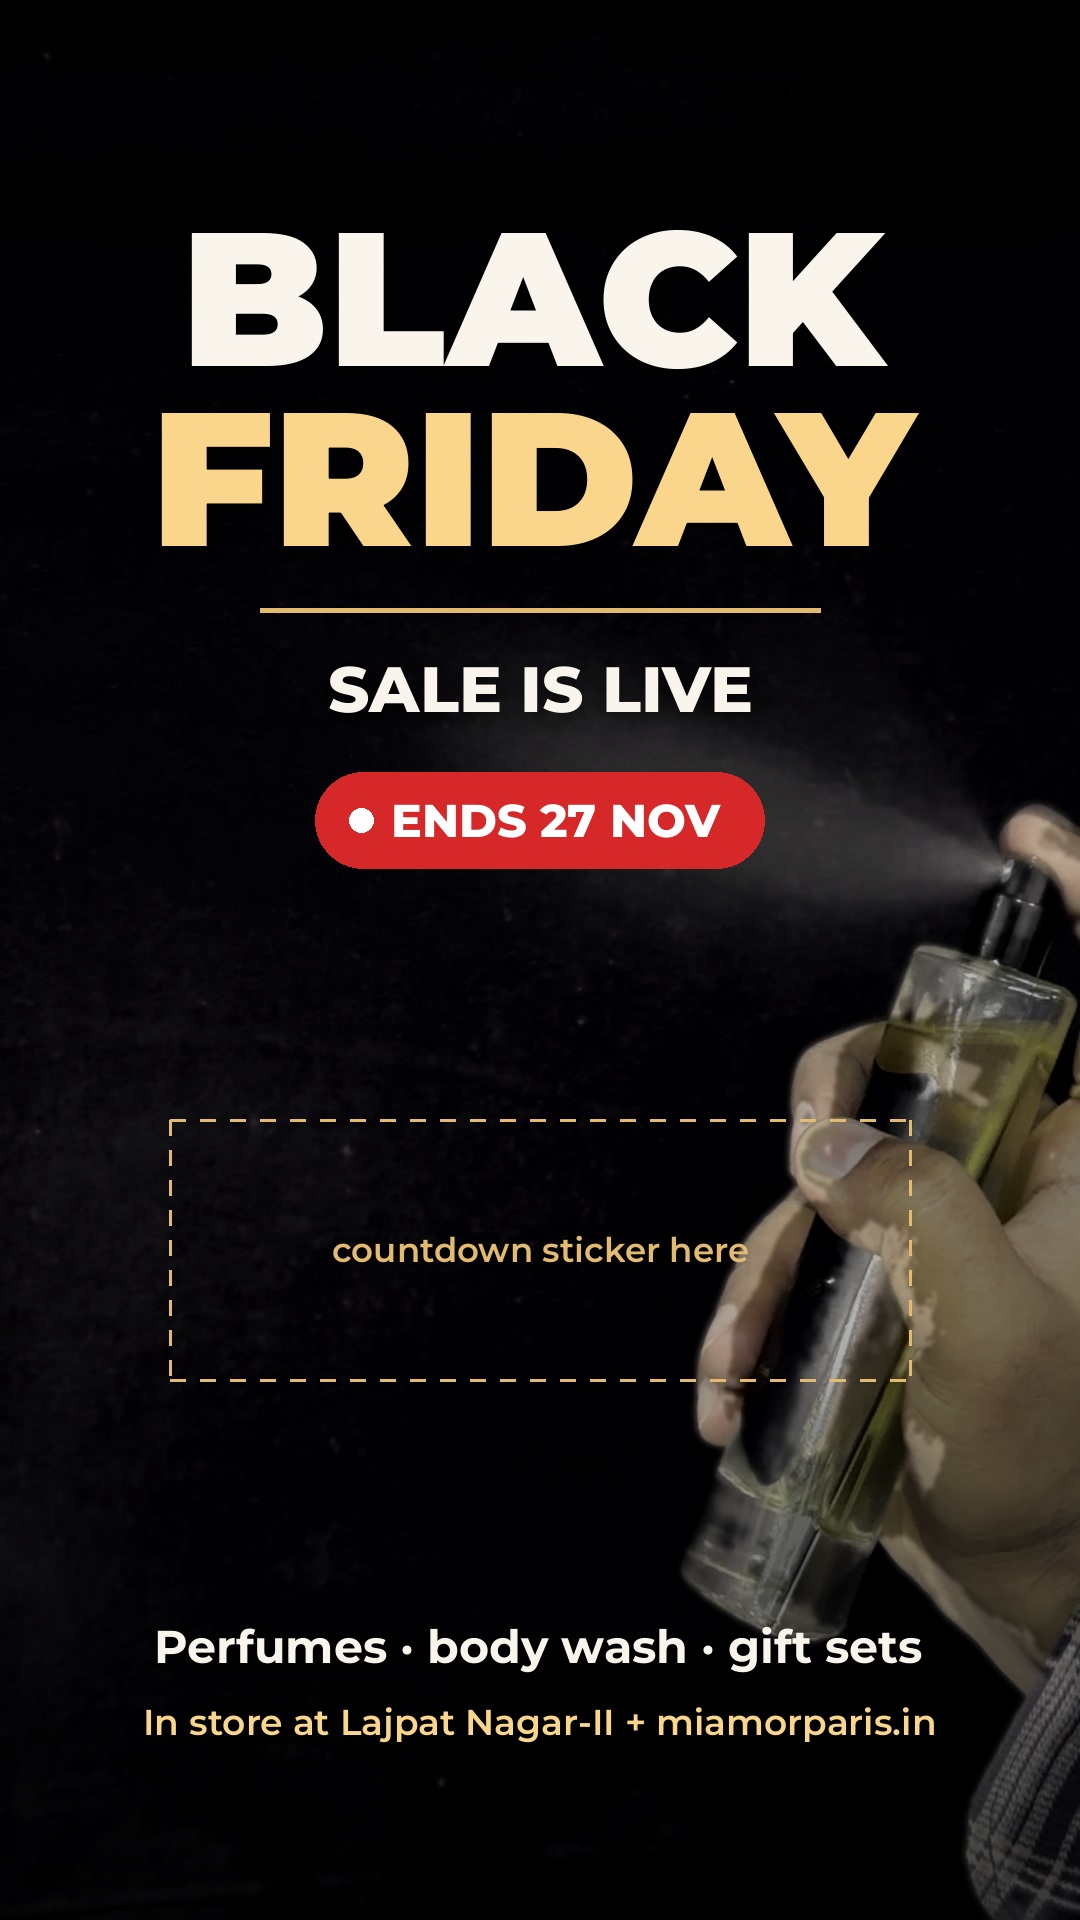 BLACK
FRIDAY
SALE IS LIVE
ENDS 27 NOV
countdown sticker here
Perfumes · body wash · gift sets
In store at Lajpat Nagar-II + miamorparis.in